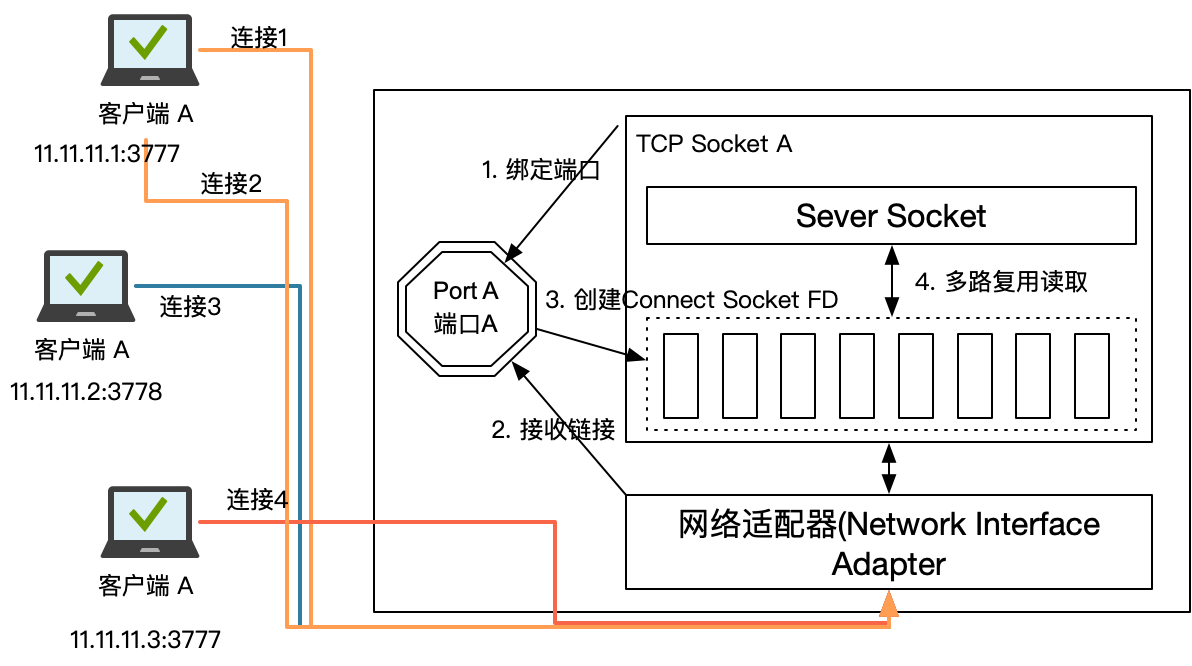 连接1
客户端 A
11.11.11.1:3777
连接2
连接3
客户端 A
11.11.11.2:3778
连接4
客户端 A
11.11.11.3:3777
TCP Socket A
1. 绑定端口
Sever Socket
4. 多路复用读取
Port A
端口A
3. 创建Connect Socket FD
2. 接收链接
网络适配器(Network Interface
Adapter